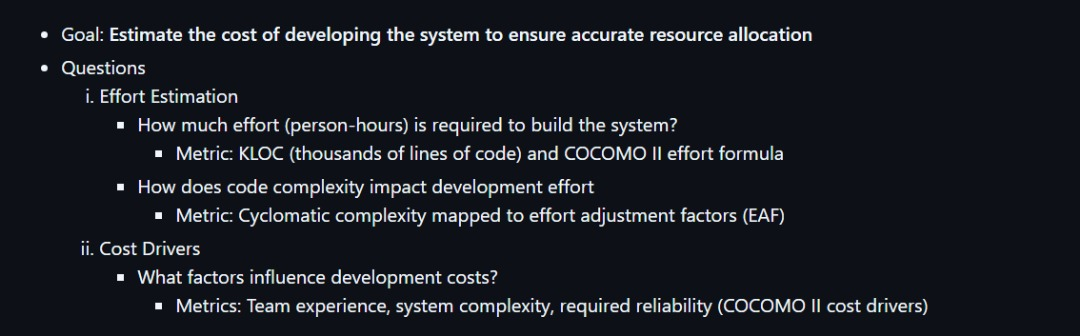 • Goal: Estimate the cost of developing the system to ensure accurate resource allocation
• Questions
i. Effort Estimation
▪ How much effort (person-hours) is required to build the system?
▪ Metric: KLOC (thousands of lines of code) and COCOMO II effort formula
▪ How does code complexity impact development effort
▪ Metric: Cyclomatic complexity mapped to effort adjustment factors (EAF)
ii. Cost Drivers
▪ What factors influence development costs?
▪ Metrics: Team experience, system complexity, required reliability (COCOMO II cost drivers)